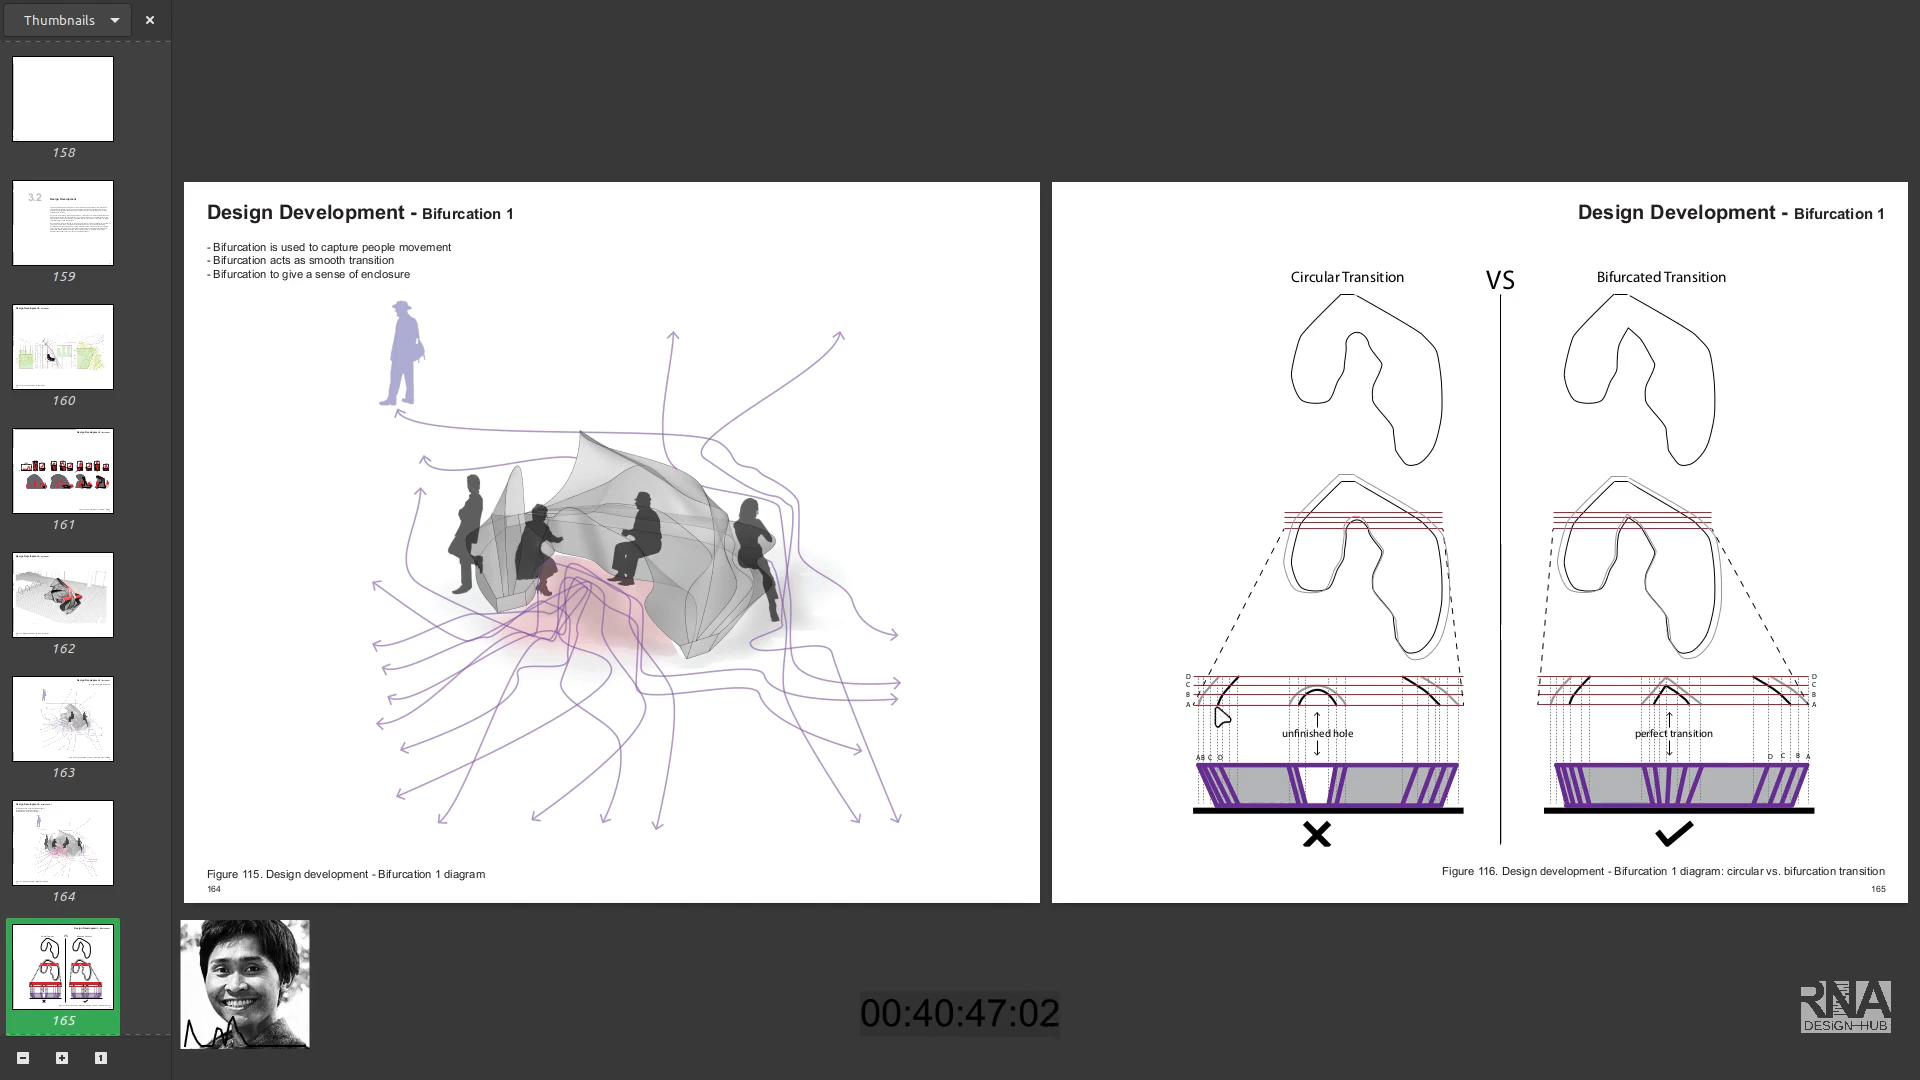 Thumbnails
158
3.2
159
160
161
162
163
164
165
Design Development - Bifurcation 1
- Bifurcation is used to capture people movement
- Bifurcation acts as smooth transition
- Bifurcation to give a sense of enclosure
Figure 115. Design development - Bifurcation 1 diagram
164
Design Development - Bifurcation 1
Circular Transition
VS
Bifurcated Transition
D
C
B
A
D
C
B
A
unfinished hole
perfect transition
A B C D
D C B A
Figure 116. Design development - Bifurcation 1 diagram: circular vs. bifurcation transition
165
00:40:47:02
RNA
DESIGN-HUB